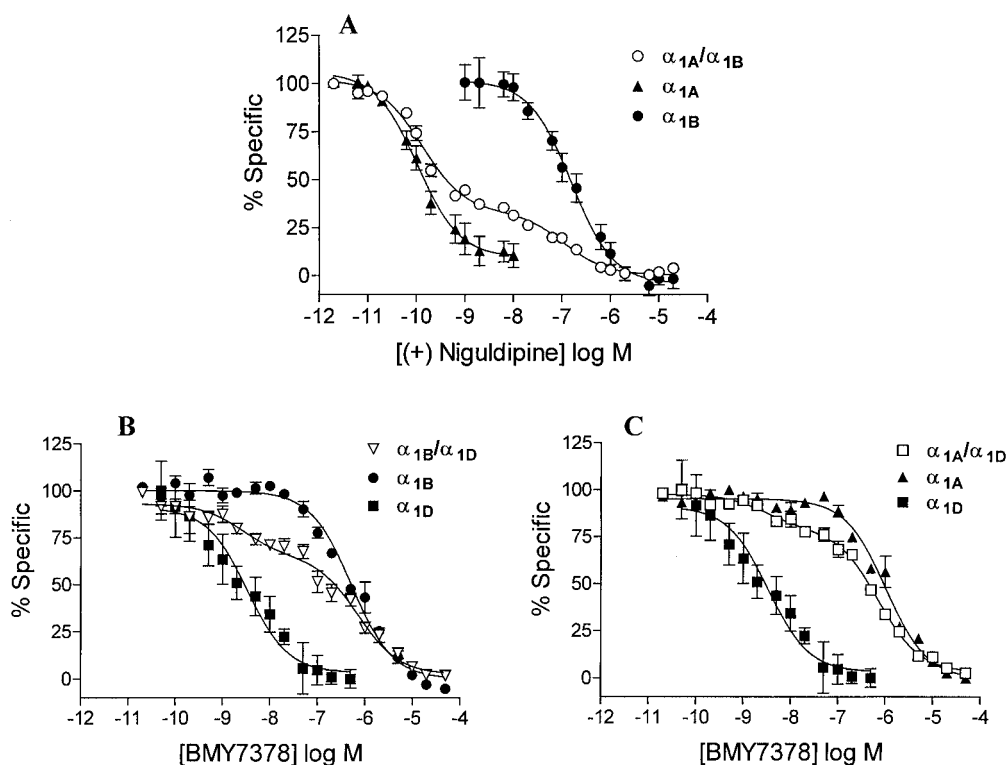 A
125
100
75
50
25
0
% Specific
α1A/α1B
α1A
α1B
-12 -11 -10 -9 -8 -7 -6 -5 -4
[(+) Niguldipine] log M
B
125
100
75
50
25
0
% Specific
α1B/α1D
α1B
α1D
-12 -11 -10 -9 -8 -7 -6 -5 -4
[BMY7378] log M
C
125
100
75
50
25
0
% Specific
α1A/α1D
α1A
α1D
-12 -11 -10 -9 -8 -7 -6 -5 -4
[BMY7378] log M